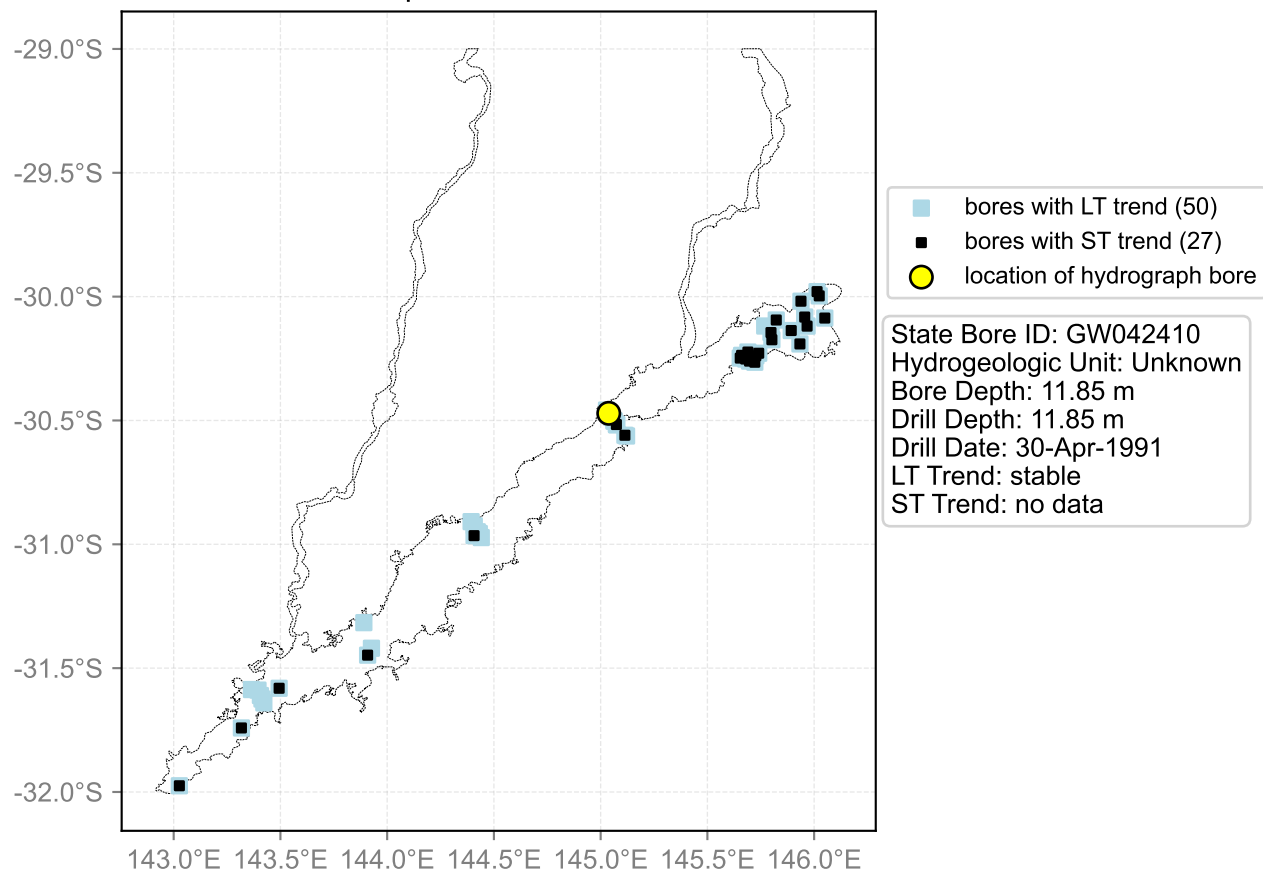 -29.0°S
-29.5°S
-30.0°S
-30.5°S
-31.0°S
-31.5°S
-32.0°S
143.0°E 143.5°E 144.0°E 144.5°E 145.0°E 145.5°E 146.0°E
bores with LT trend (50)
bores with ST trend (27)
location of hydrograph bore
State Bore ID: GW042410
Hydrogeologic Unit: Unknown
Bore Depth: 11.85 m
Drill Depth: 11.85 m
Drill Date: 30-Apr-1991
LT Trend: stable
ST Trend: no data